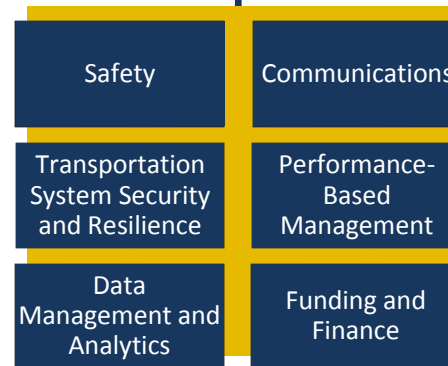 Safety
Communications
Transportation
System Security
and Resilience
Performance-
Based
Management
Data
Management and
Analytics
Funding and
Finance